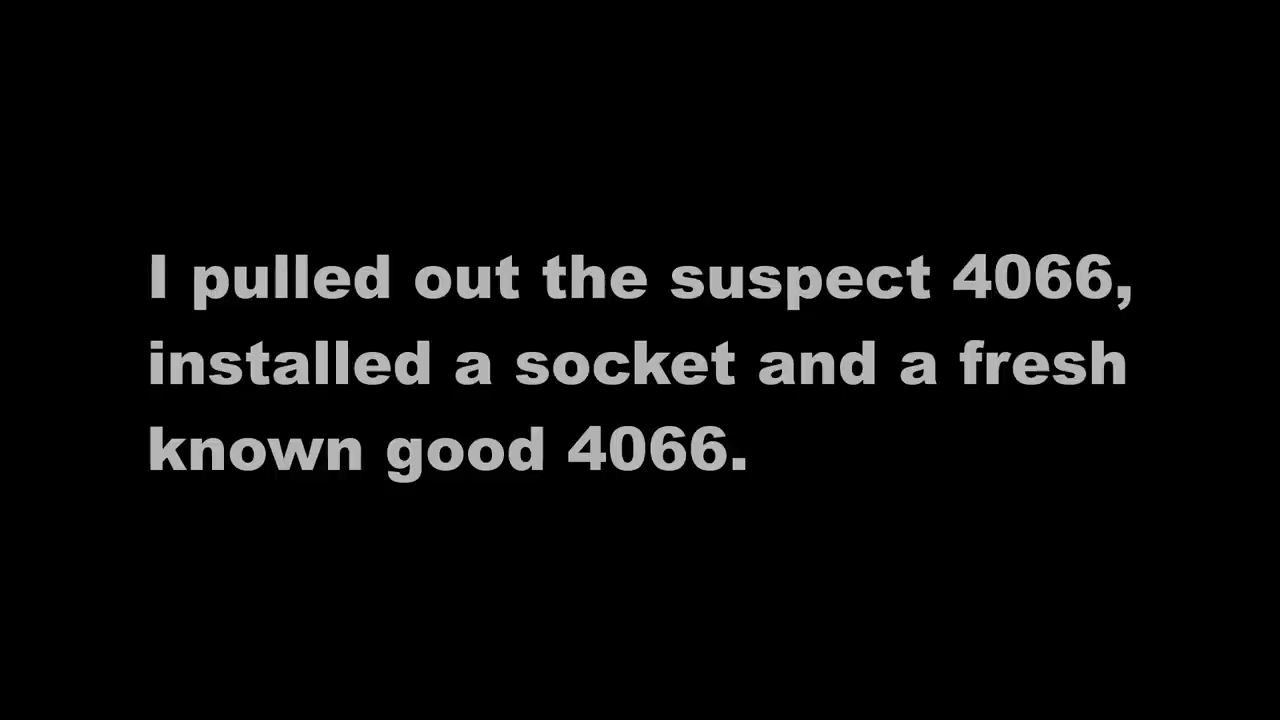 I pulled out the suspect 4066,
installed a socket and a fresh
known good 4066.